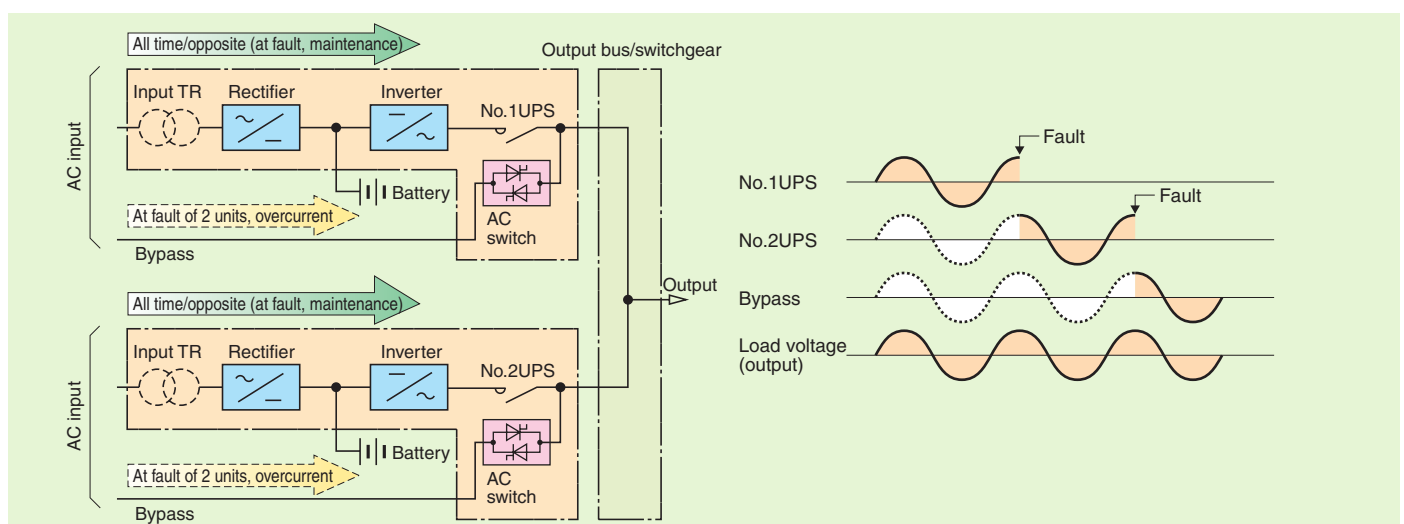 All time/opposite (at fault, maintenance)
Output bus/switchgear
Input TR
Rectifier
Inverter
No.1UPS
AC input
Battery
At fault of 2 units, overcurrent
AC
switch
Bypass
Output
All time/opposite (at fault, maintenance)
Input TR
Rectifier
Inverter
No.2UPS
AC input
Battery
At fault of 2 units, overcurrent
AC
switch
Bypass
Fault
No.1UPS
Fault
No.2UPS
Bypass
Load voltage
(output)